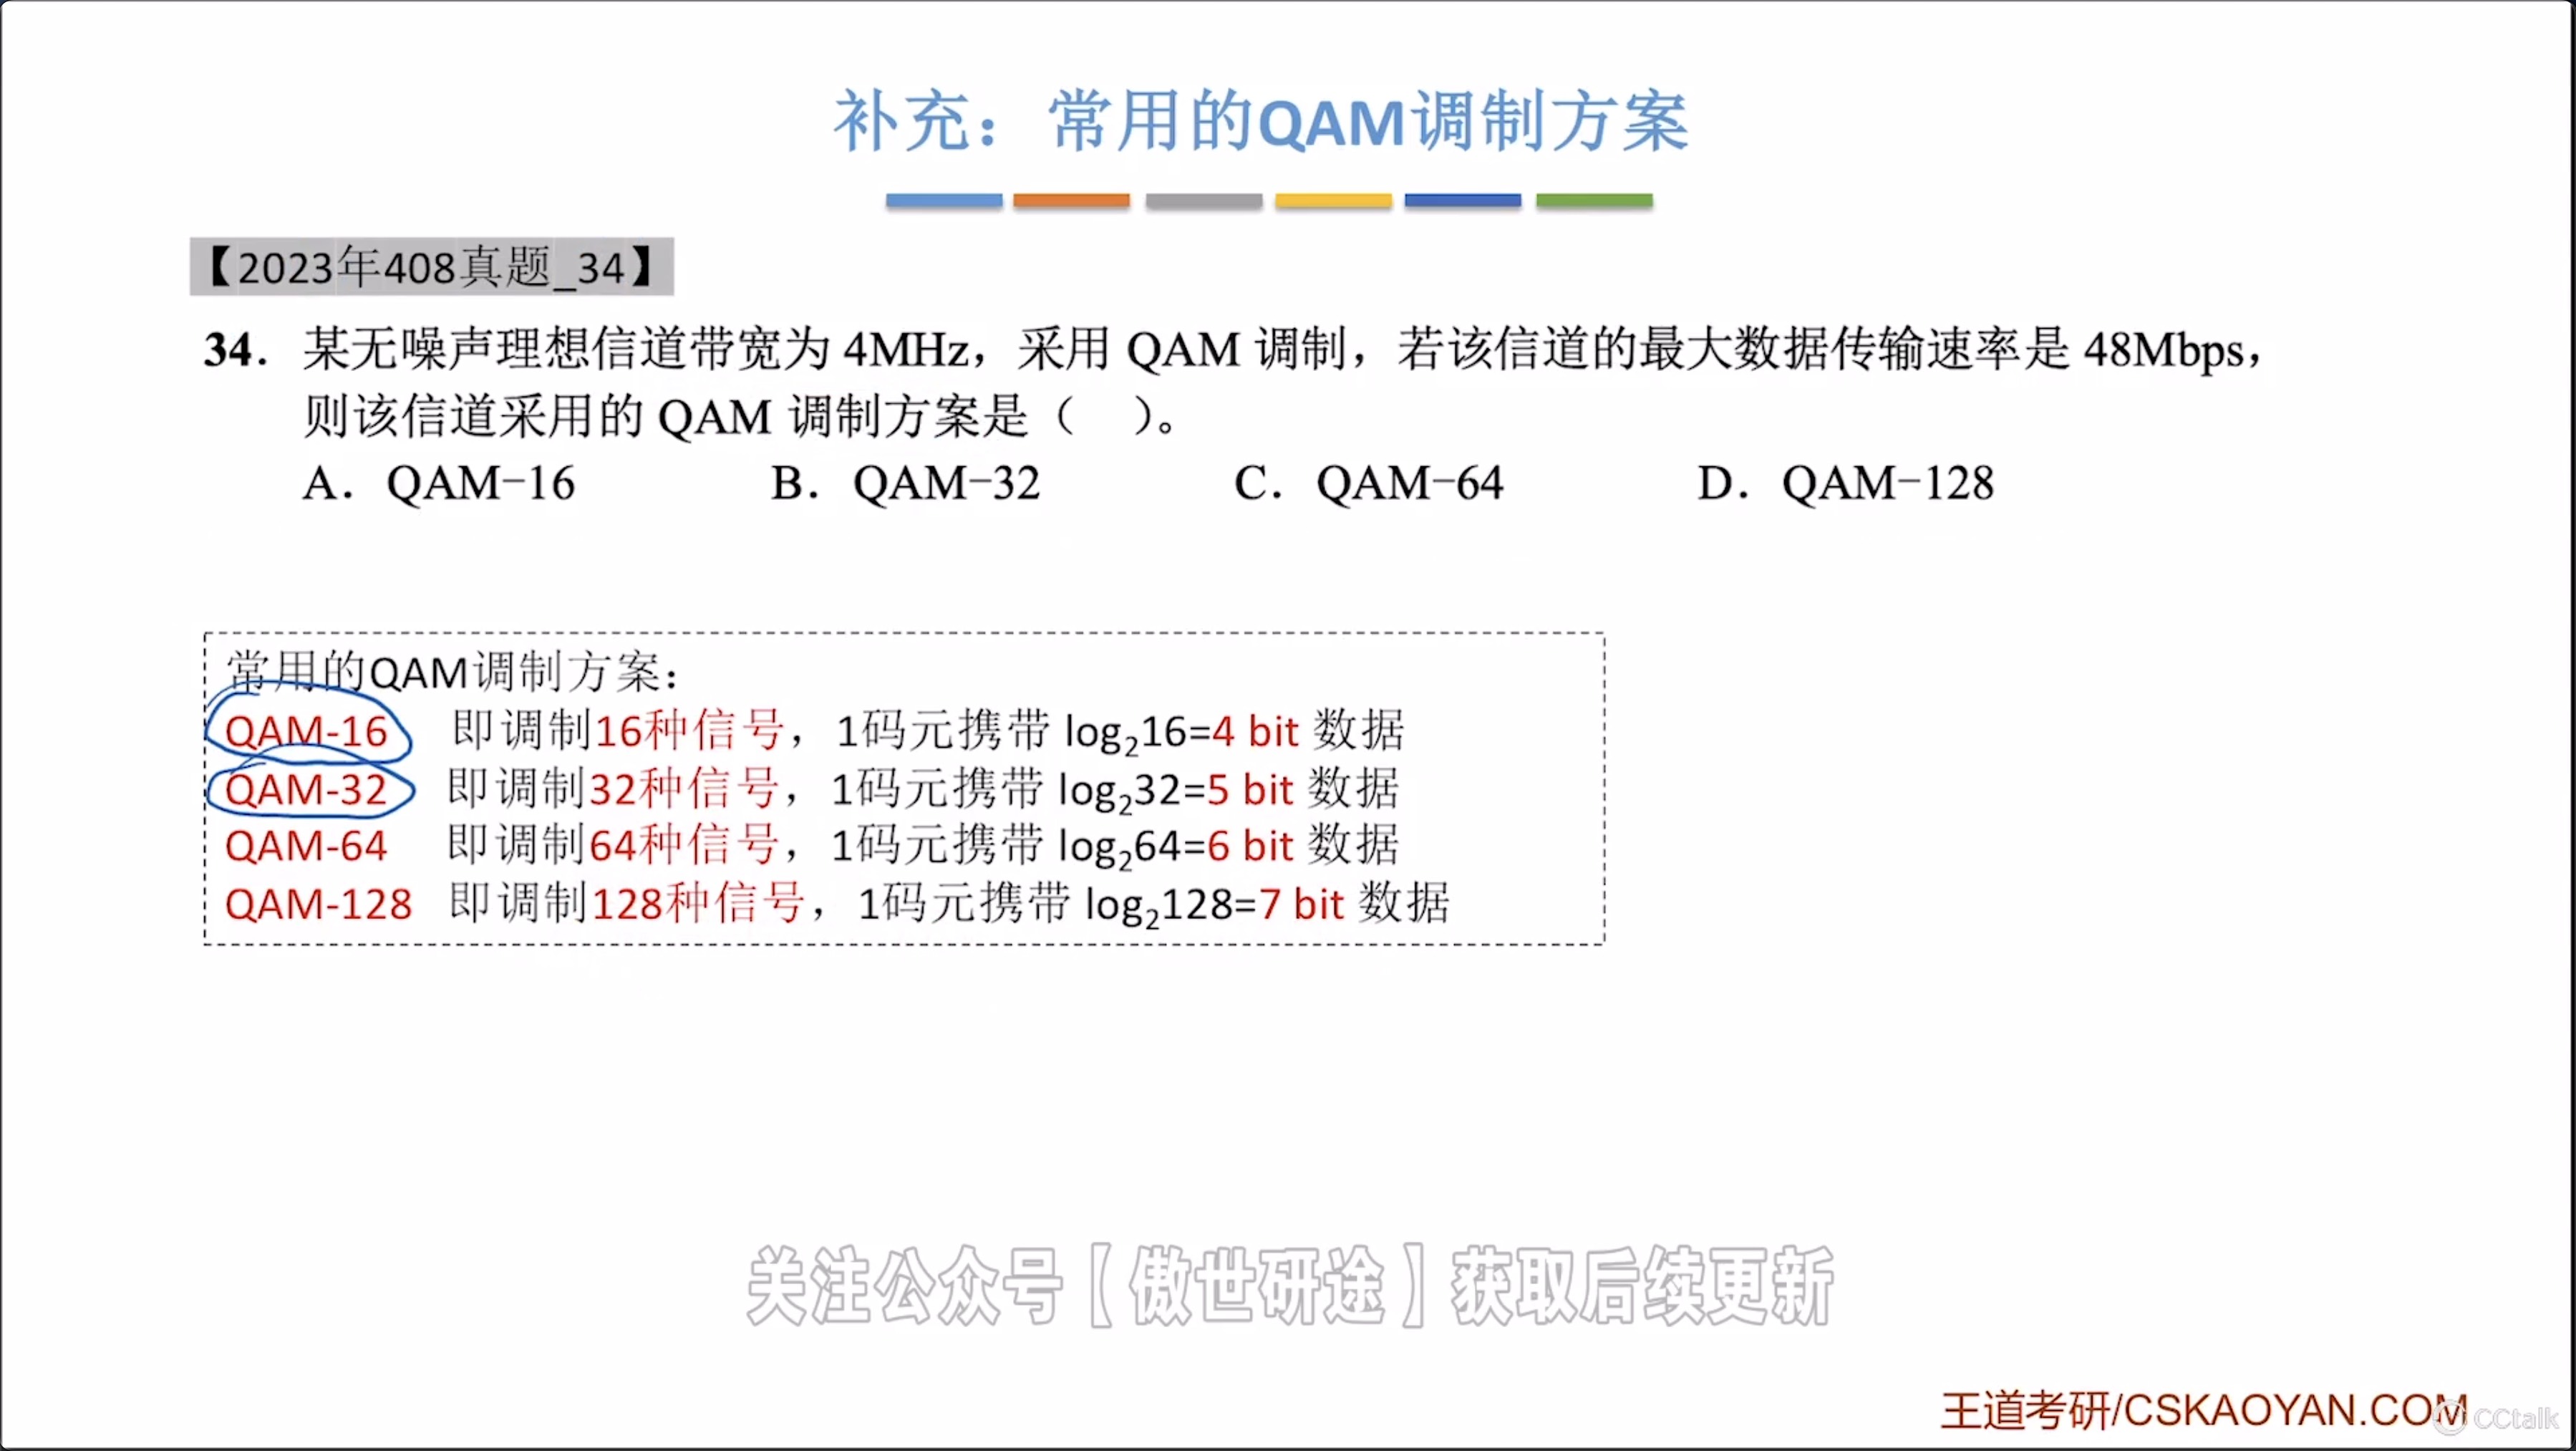 补充：常用的QAM调制方案
【2023年408真题_34】
34. 某无噪声理想信道带宽为 4MHz，采用 QAM 调制，若该信道的最大数据传输速率是 48Mbps，
则该信道采用的 QAM 调制方案是（ ）。
A. QAM-16 B. QAM-32 C. QAM-64 D. QAM-128
常用的QAM调制方案：
QAM-16 即调制16种信号，1码元携带 log₂16=4 bit 数据
QAM-32 即调制32种信号，1码元携带 log₂32=5 bit 数据
QAM-64 即调制64种信号，1码元携带 log₂64=6 bit 数据
QAM-128 即调制128种信号，1码元携带 log₂128=7 bit 数据
关注公众号【傲世研途】获取后续更新
王道考研/CSKAOYAN.COM
CCtalk